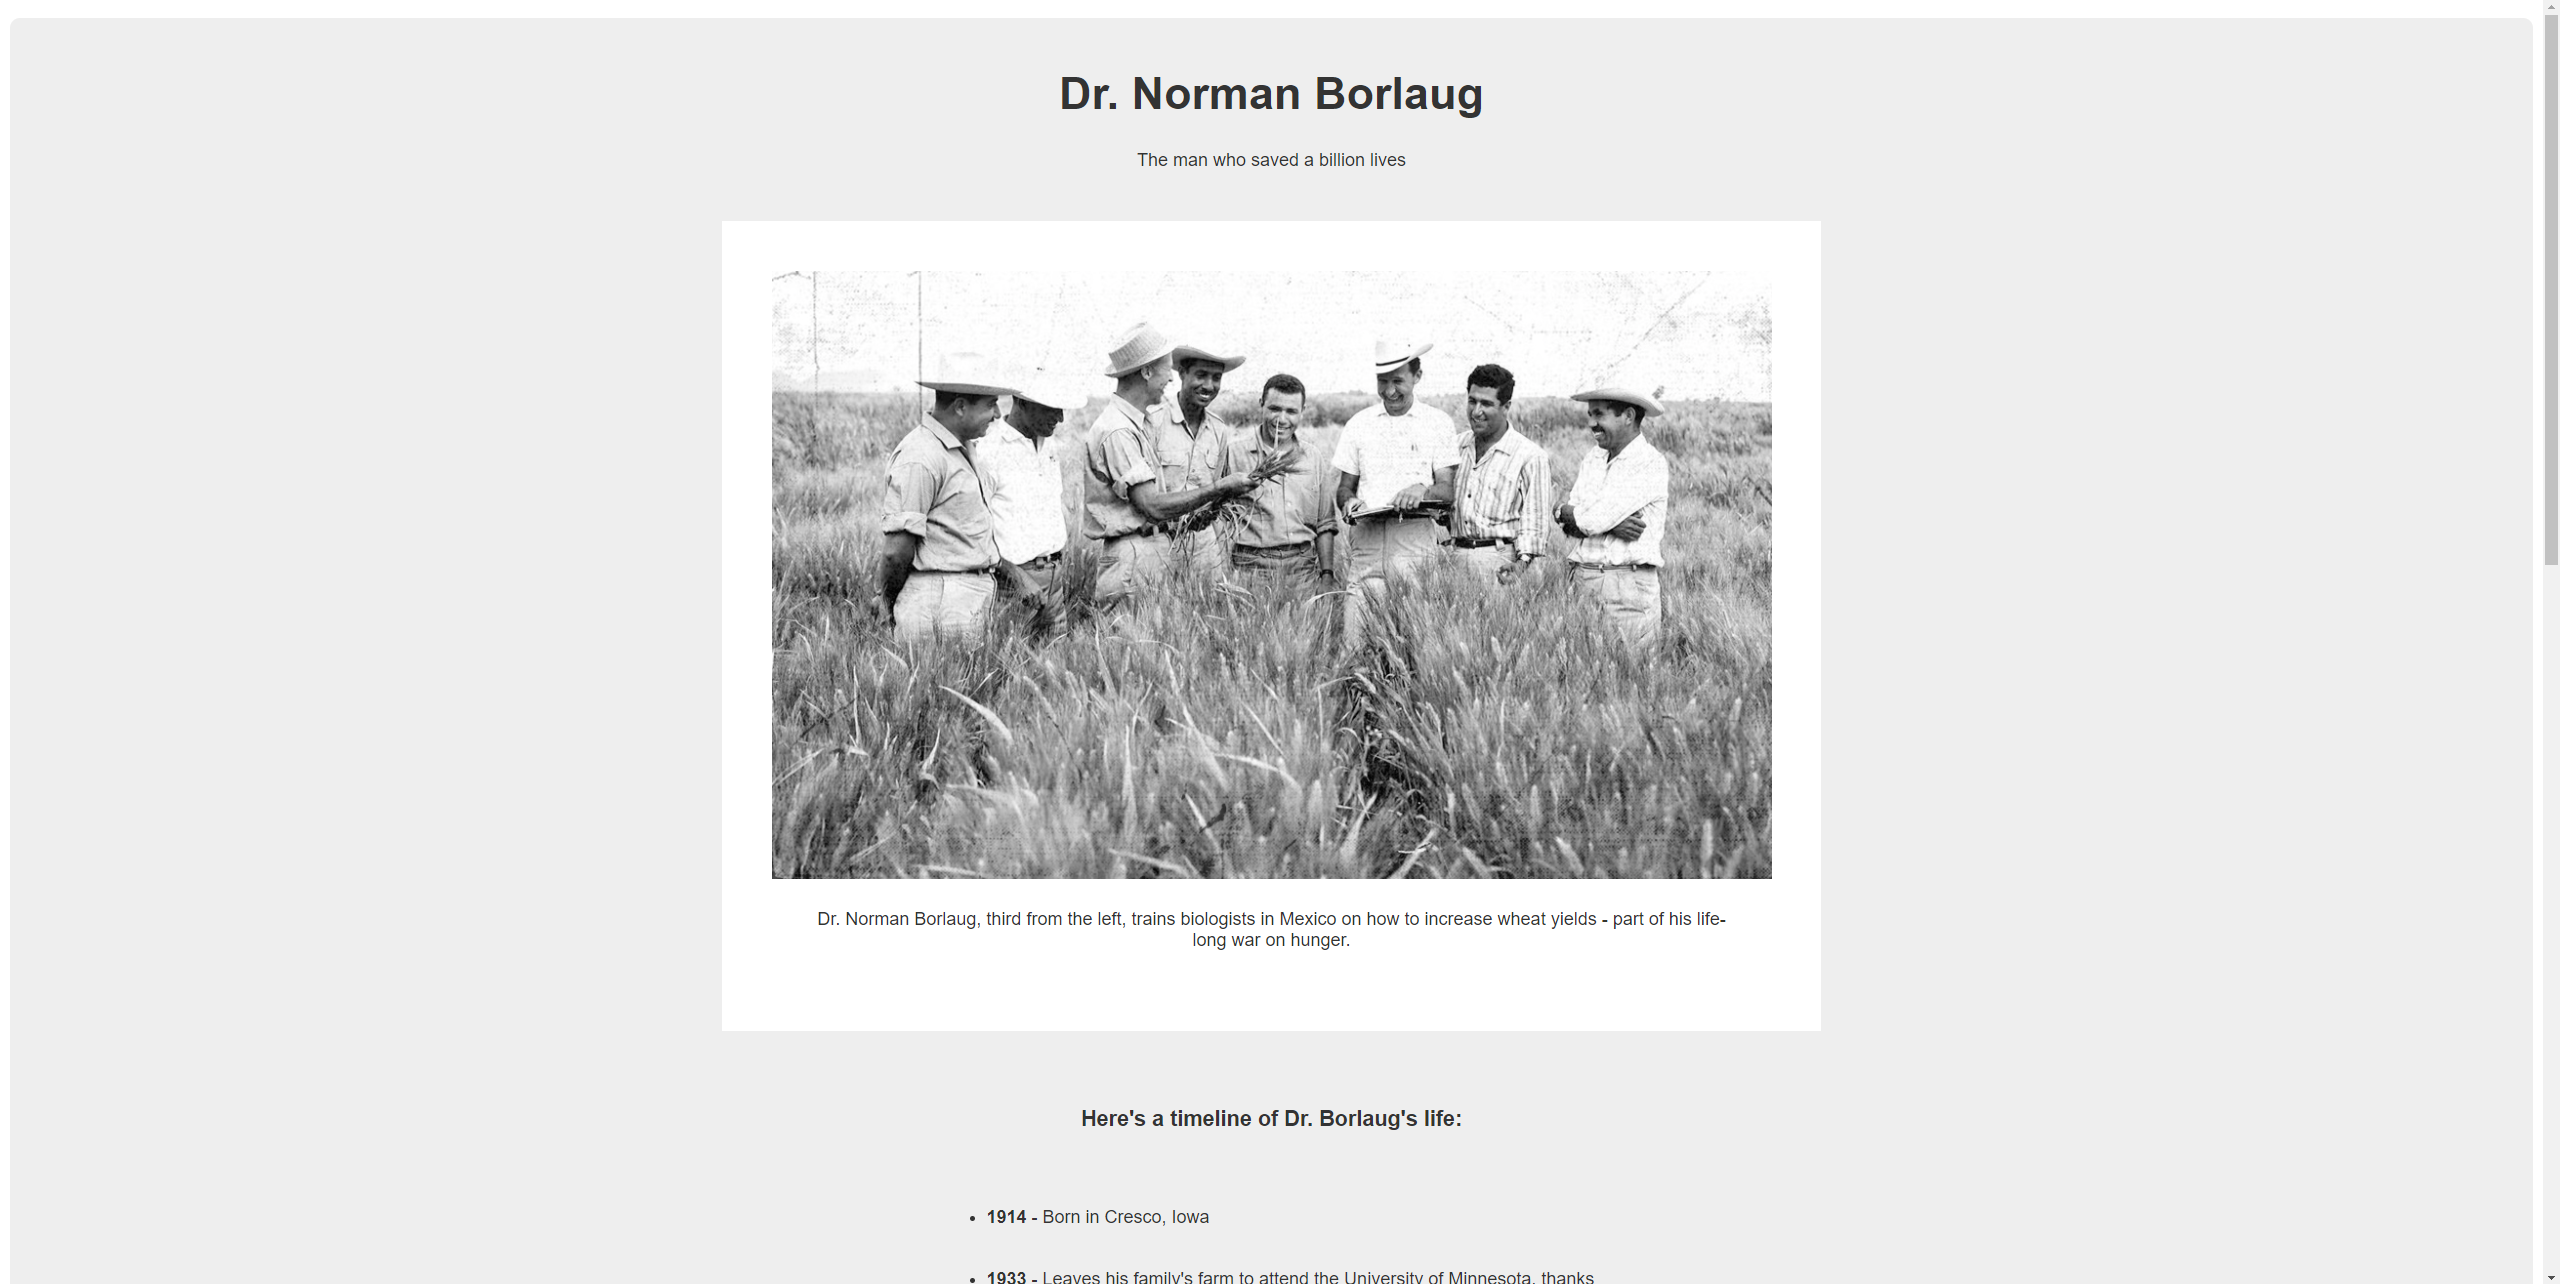 Dr. Norman Borlaug
The man who saved a billion lives
Dr. Norman Borlaug, third from the left, trains biologists in Mexico on how to increase wheat yields - part of his life-
long war on hunger.
Here's a timeline of Dr. Borlaug's life:
• 1914 - Born in Cresco, Iowa
• 1933 - Leaves his family's farm to attend the University of Minnesota, thanks